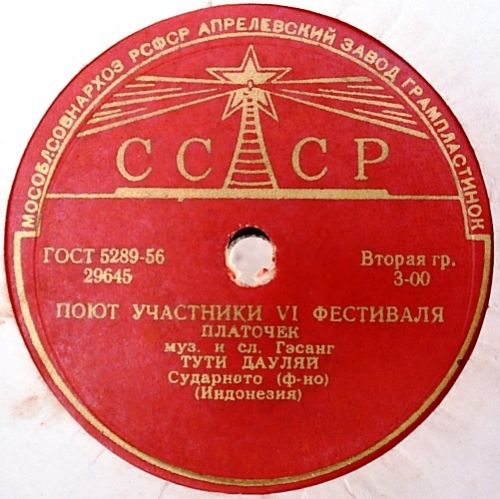 МОСОБЛСОВНАРХОЗ РСФСР АПРЕЛЕВСКИЙ ЗАВОД ГРАМПЛАСТИНОК
СССР
ГОСТ 5289-56
29645
Вторая гр.
3-00
ПОЮТ УЧАСТНИКИ VI ФЕСТИВАЛЯ
ПЛАТОЧЕК
муз. и сл. Гэсанг
ТУТИ ДАУЛЯЙ
Сударното (ф-но)
(Индонезия)